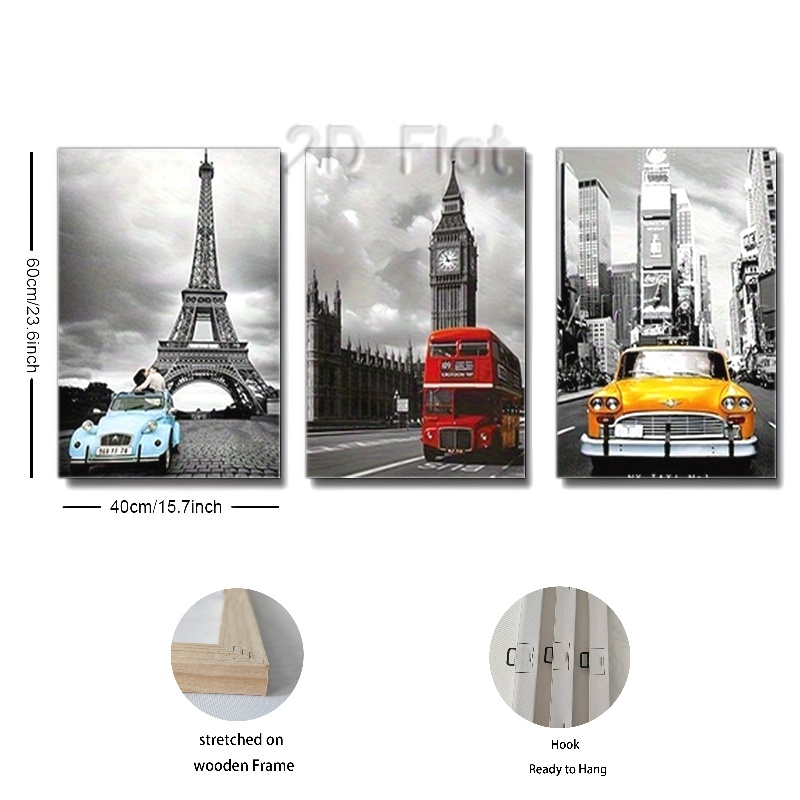 2D Flat
60cm/23.6inch
40cm/15.7inch
stretched on
wooden Frame
Hook
Ready to Hang